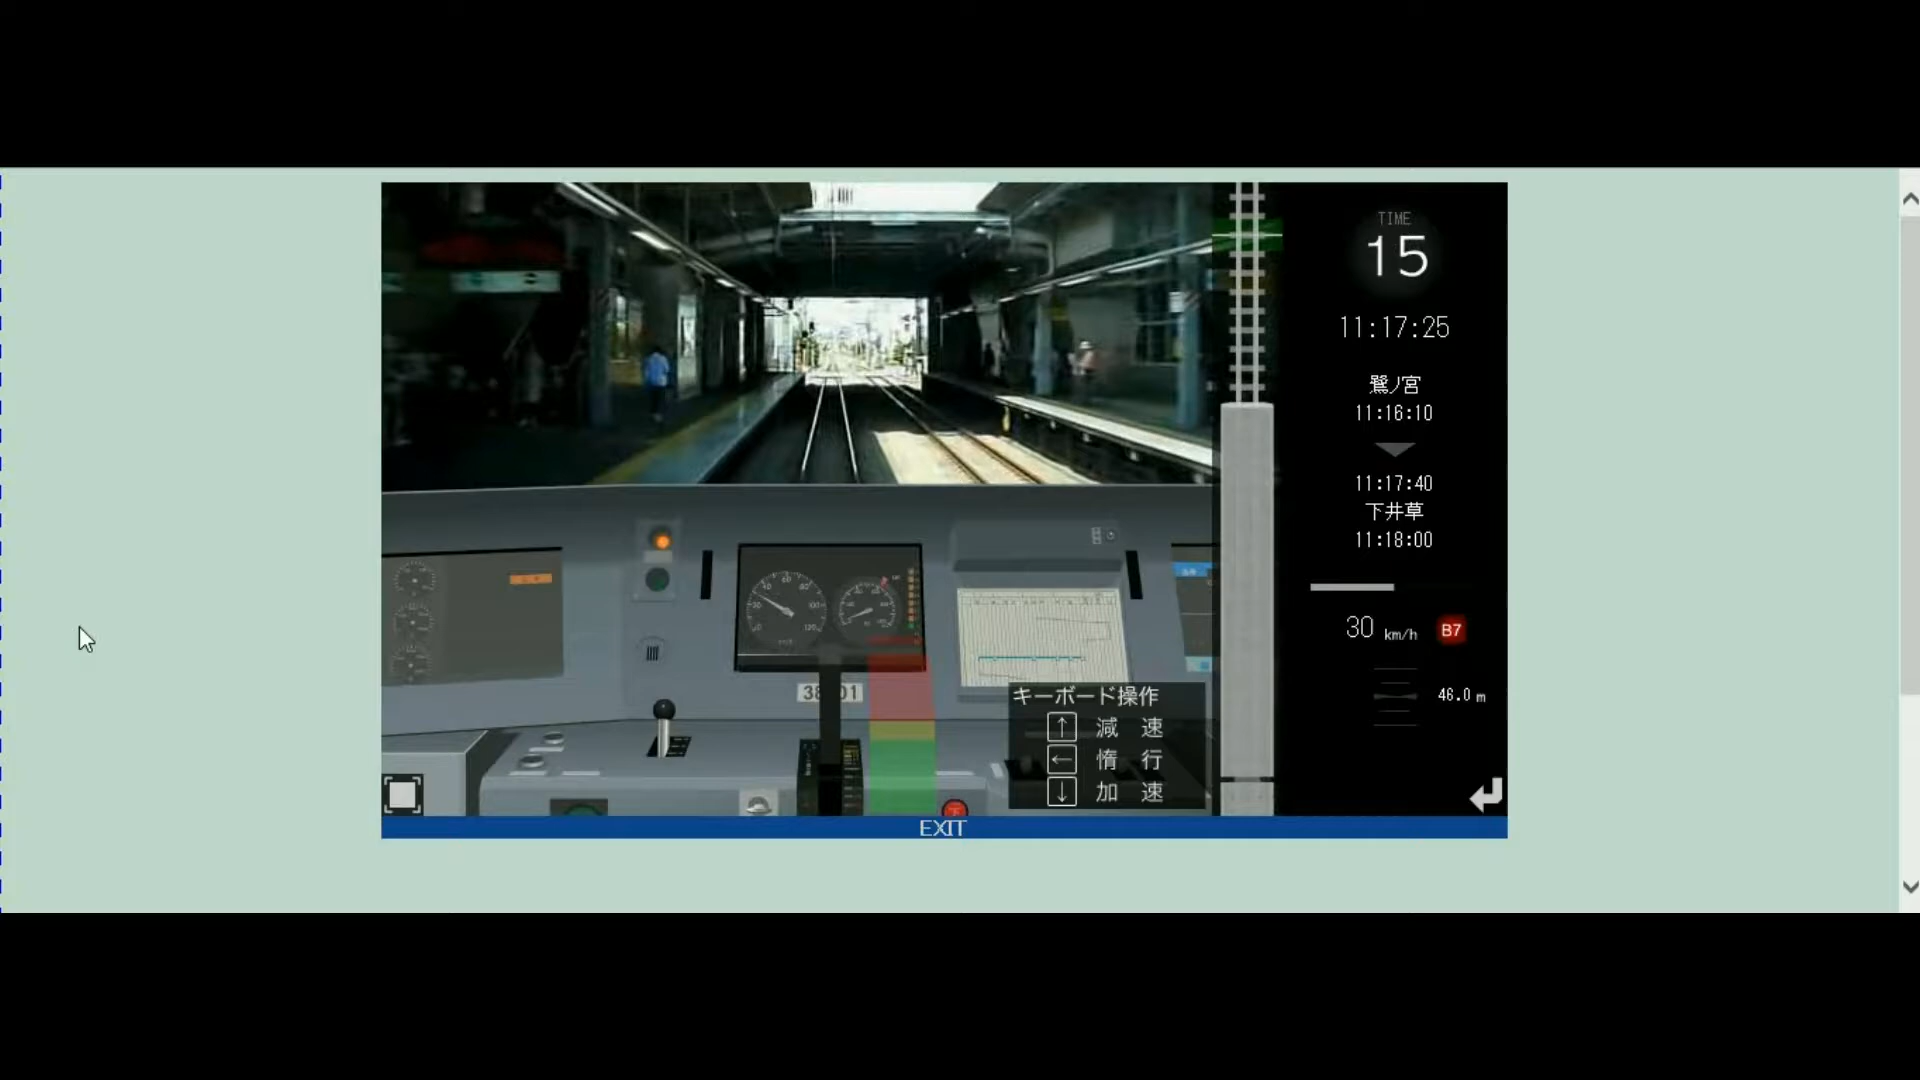 TIME
15
11:17:25
鷺ノ宮
11:16:10
11:17:40
下井草
11:18:00
30 km/h B7
46.0 m
キーボード操作
↑ 減 速
← 惰 行
↓ 加 速
EXIT